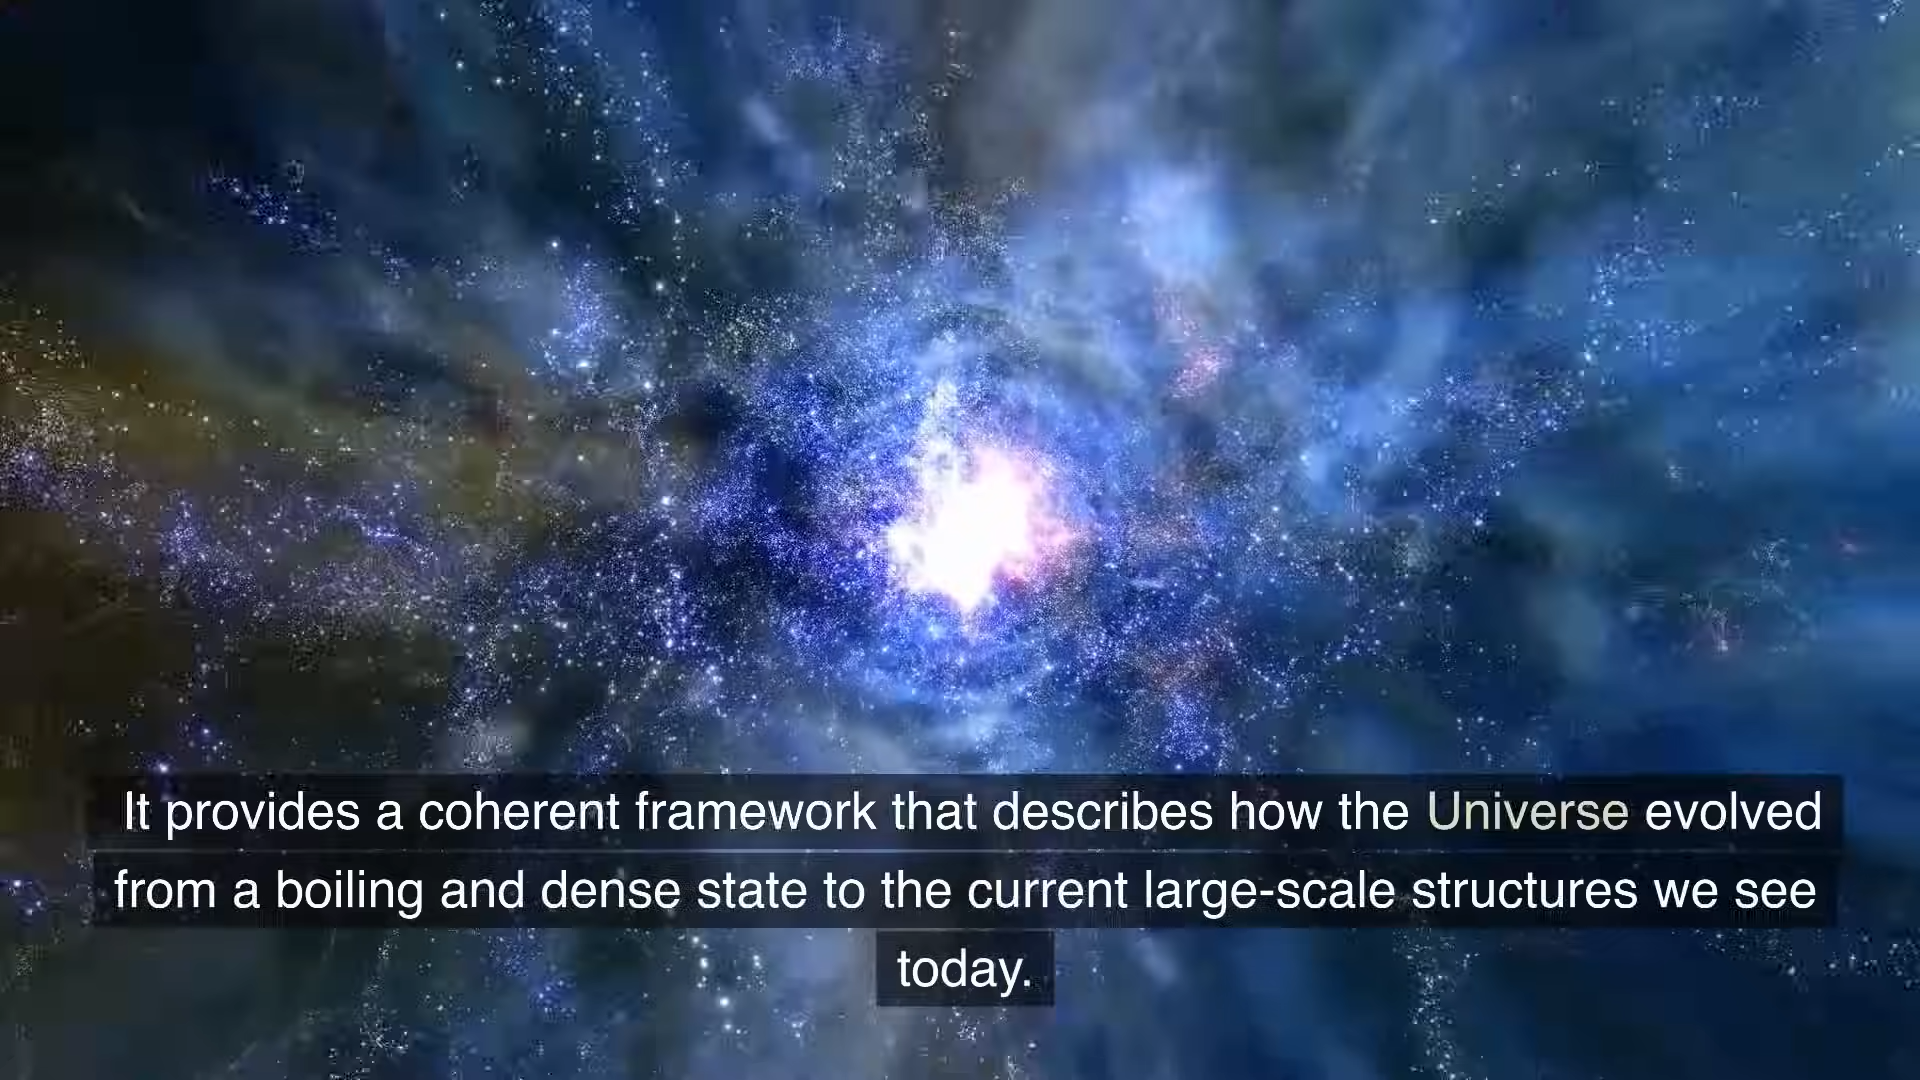 It provides a coherent framework that describes how the Universe evolved
from a boiling and dense state to the current large-scale structures we see
today.